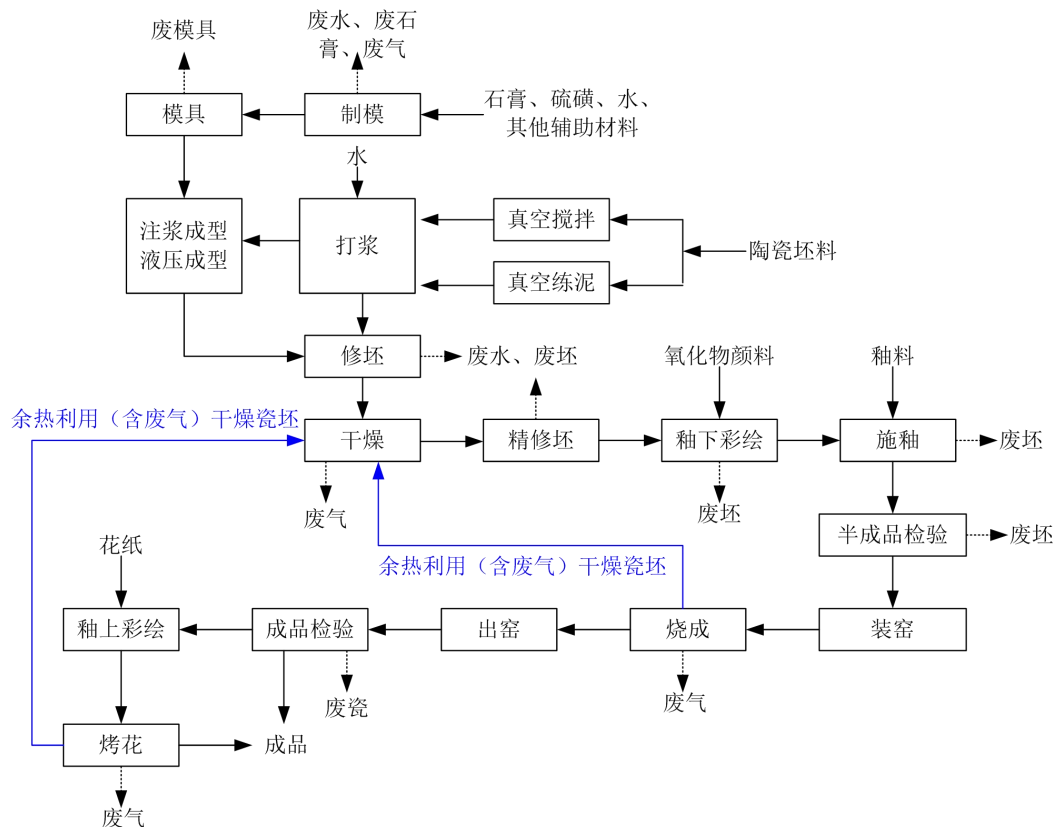 废模具
废水、废石
膏、废气
模具
制模
石膏、硫磺、水、
其他辅助材料
水
注浆成型
液压成型
打浆
真空搅拌
真空练泥
陶瓷坯料
修坯
废水、废坯
氧化物颜料
釉料
余热利用（含废气）干燥瓷坯
干燥
精修坯
釉下彩绘
施釉
废坯
废气
废坯
半成品检验
废坯
花纸
余热利用（含废气）干燥瓷坯
釉上彩绘
成品检验
出窑
烧成
装窑
废瓷
废气
烤花
成品
废气